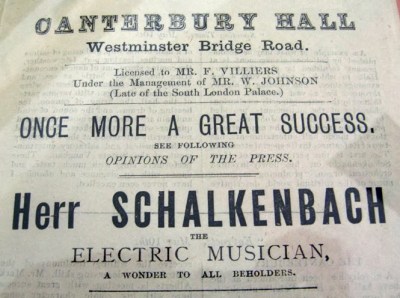 CANTERBURY HALL
Westminster Bridge Road.
Licensed to MR. F. VILLIERS
Under the Management of MR. W. JOHNSON
(Late of the South London Palace.)
ONCE MORE A GREAT SUCCESS.
SEE FOLLOWING
OPINIONS OF THE PRESS.
Herr SCHALKENBACH
THE
ELECTRIC MUSICIAN,
A WONDER TO ALL BEHOLDERS.